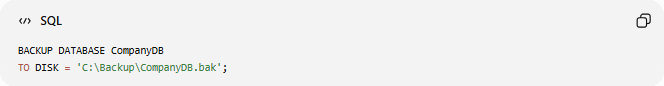 SQL
BACKUP DATABASE CompanyDB
TO DISK = 'C:\Backup\CompanyDB.bak';